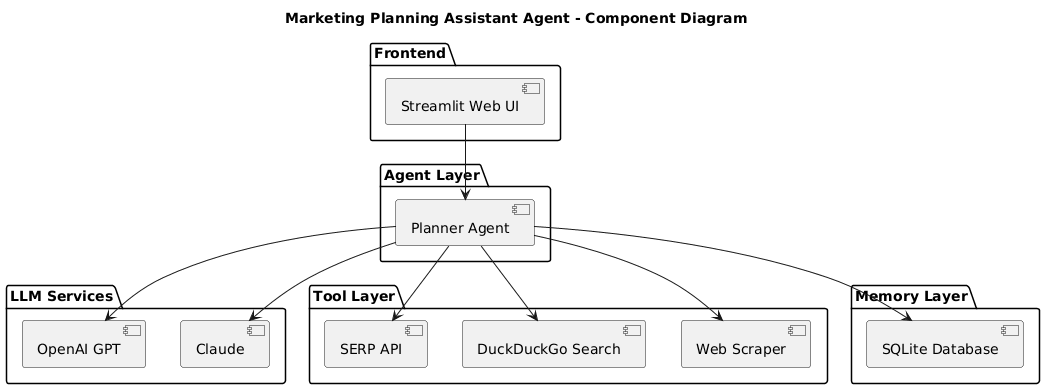 Marketing Planning Assistant Agent - Component Diagram
Frontend
Streamlit Web UI
Agent Layer
Planner Agent
LLM Services
OpenAI GPT
Claude
Tool Layer
SERP API
DuckDuckGo Search
Web Scraper
Memory Layer
SQLite Database